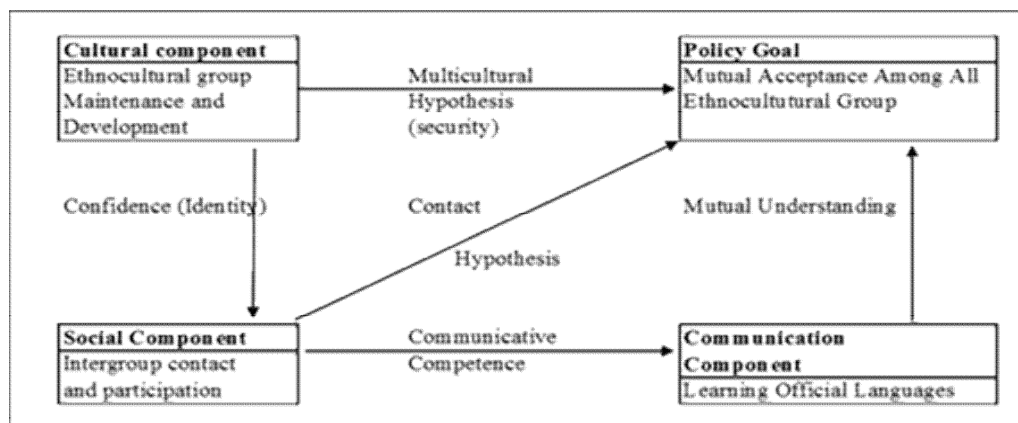 Cultural component
Ethnocultural group
Maintenance and
Development
Multicultural
Hypothesis
(security)
Policy Goal
Mutual Acceptance Among All
Ethnocututural Group
Confidence (Identity)
Contact
Hypothesis
Mutual Understanding
Social Component
Intergroup contact
and participation
Communicative
Competence
Communication
Component
Learning Official Languages